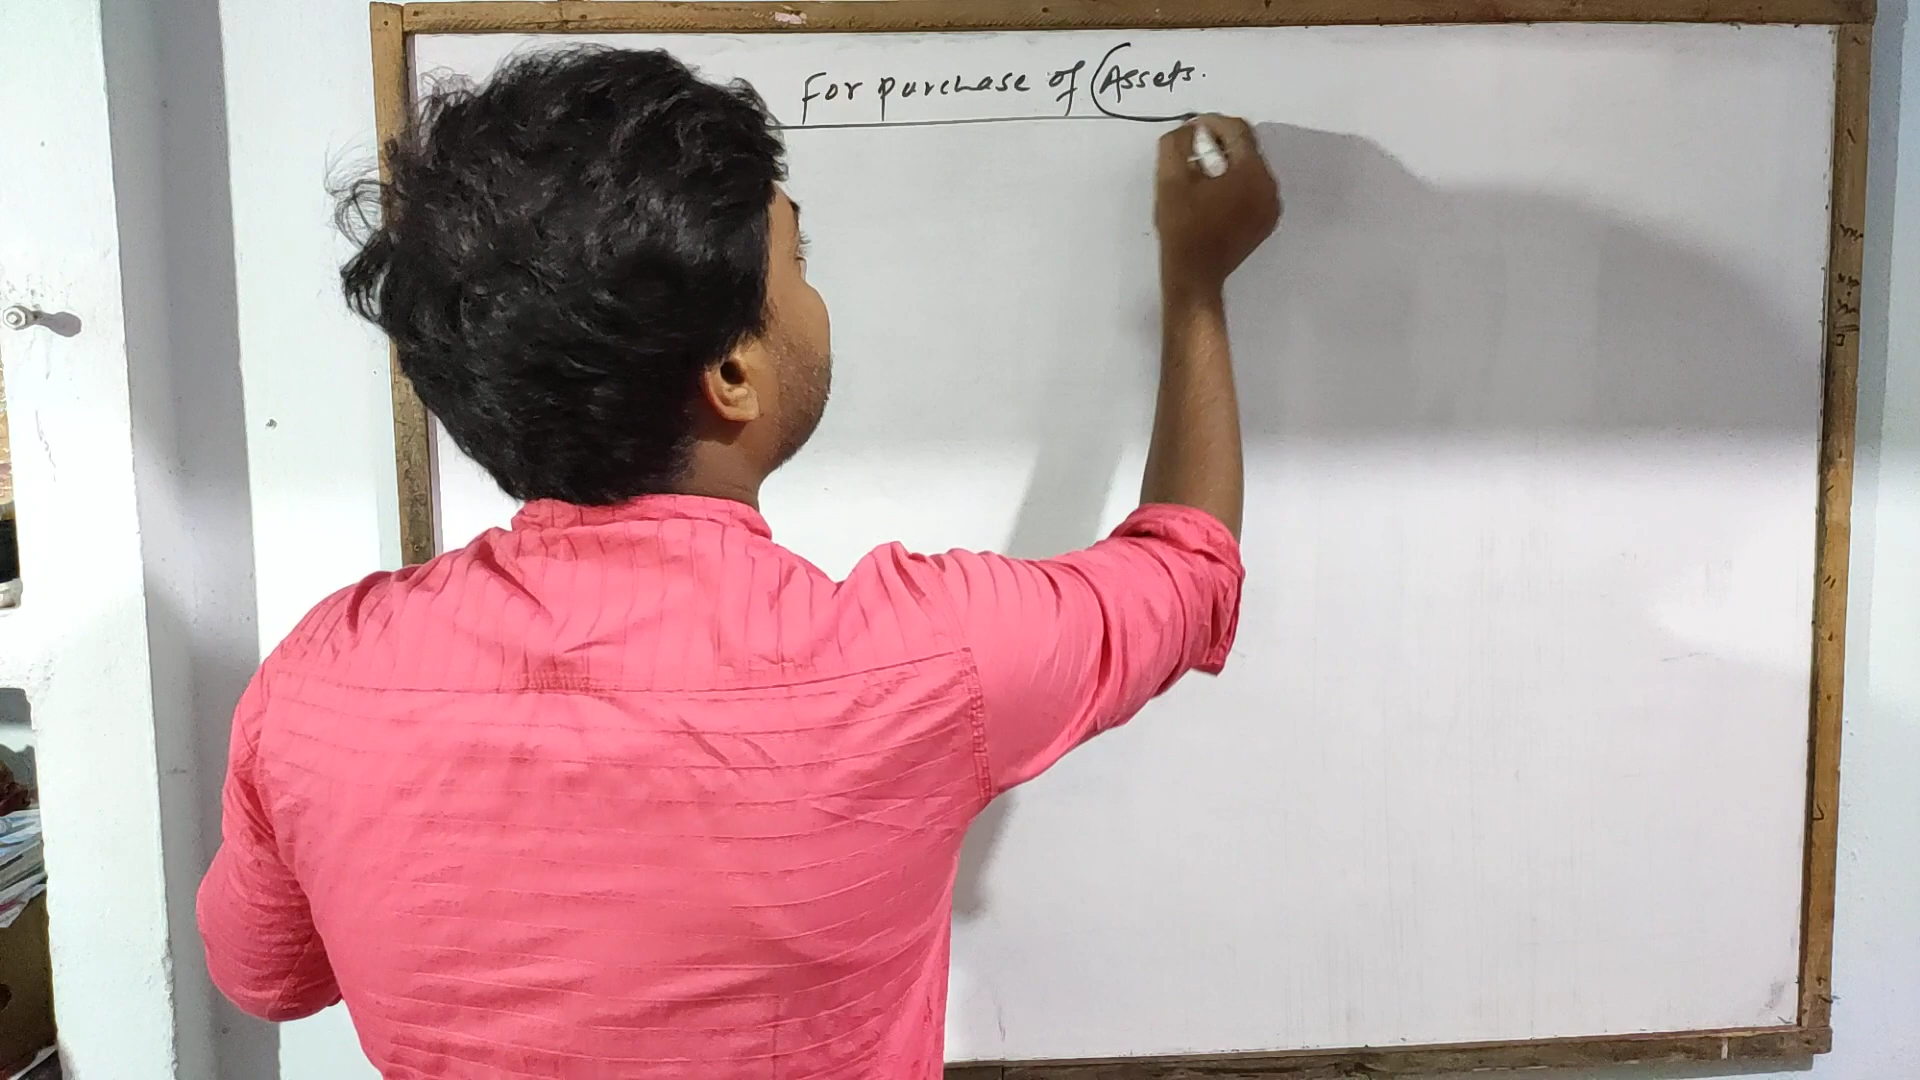 For purchase of Assets.